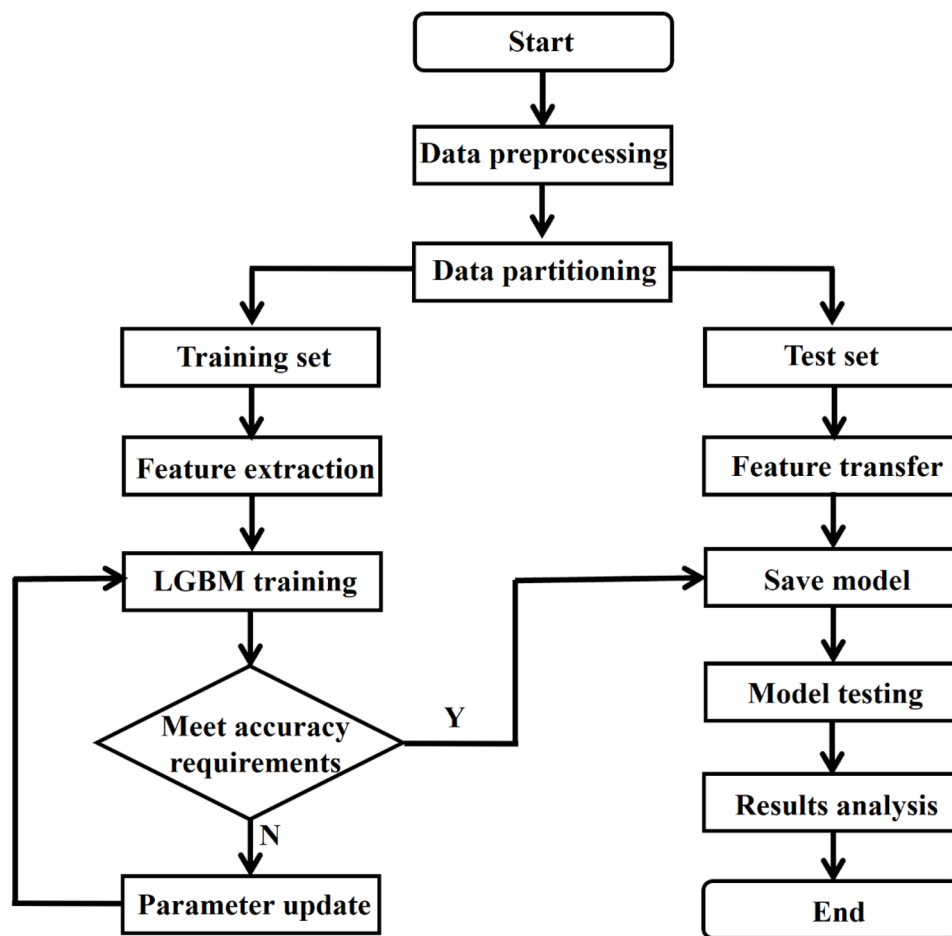 Start
Data preprocessing
Data partitioning
Training set
Test set
Feature extraction
Feature transfer
LGBM training
Save model
Meet accuracy
requirements
Y
Model testing
N
Results analysis
Parameter update
End